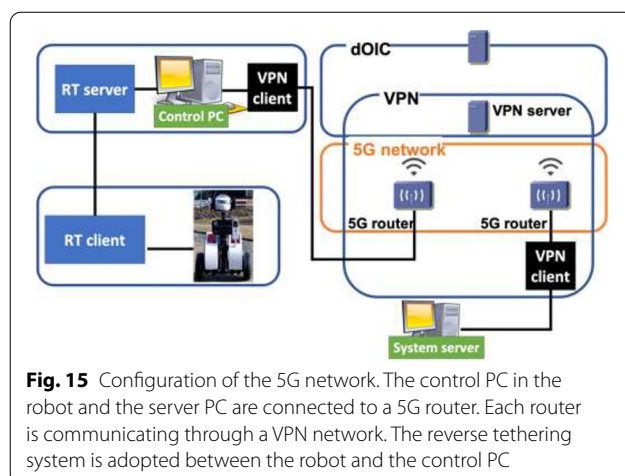 dOIC
RT server
VPN
client
VPN
VPN server
Control PC
5G network
RT client
5G router
5G router
VPN
client
System server
Fig. 15 Configuration of the 5G network. The control PC in the
robot and the server PC are connected to a 5G router. Each router
is communicating through a VPN network. The reverse tethering
system is adopted between the robot and the control PC